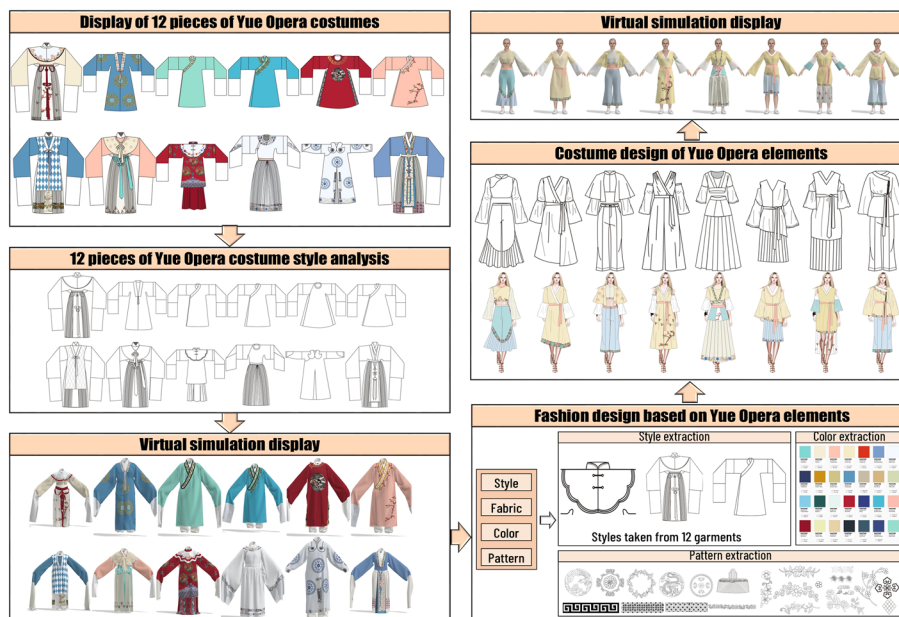 Display of 12 pieces of Yue Opera costumes
12 pieces of Yue Opera costume style analysis
Virtual simulation display
Virtual simulation display
Costume design of Yue Opera elements
Fashion design based on Yue Opera elements
Style
Fabric
Color
Pattern
Style extraction
Styles taken from 12 garments
Color extraction
Pattern extraction